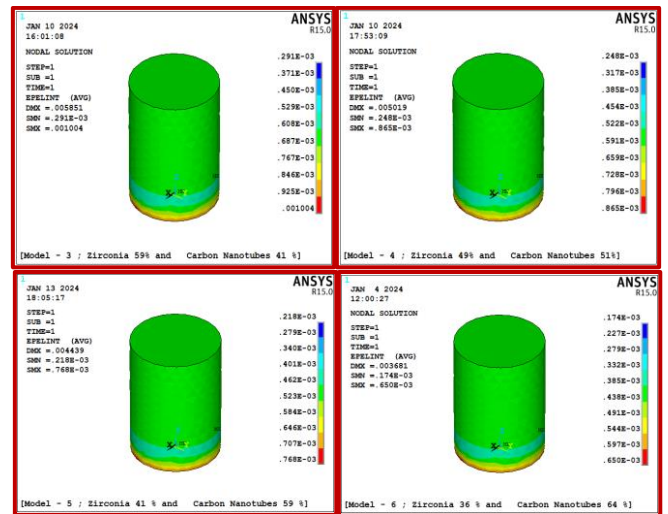 1
ANSYS
R15.0
JAN 10 2024
16:01:08
NODAL SOLUTION
STEP=1
SUB =1
TIME=1
EPELINT (AVG)
DMX =.005851
SMN =.291E-03
SMX =.001004
.291E-03
.371E-03
.450E-03
.529E-03
.608E-03
.687E-03
.767E-03
.846E-03
.925E-03
.001004
[Model - 3 ; Zirconia 59% and Carbon Nanotubes 41 %]
1
ANSYS
R15.0
JAN 10 2024
17:53:09
NODAL SOLUTION
STEP=1
SUB =1
TIME=1
EPELINT (AVG)
DMX =.005019
SMN =.248E-03
SMX =.865E-03
.248E-03
.317E-03
.385E-03
.454E-03
.522E-03
.591E-03
.659E-03
.728E-03
.796E-03
.865E-03
[Model - 4 ; Zirconia 49% and Carbon Nanotubes 51%]
1
ANSYS
R15.0
JAN 13 2024
18:05:17
STEP=1
SUB =1
TIME=1
EPELINT (AVG)
DMX =.004439
SMN =.218E-03
SMX =.768E-03
.218E-03
.279E-03
.340E-03
.401E-03
.462E-03
.523E-03
.584E-03
.646E-03
.707E-03
.768E-03
[Model - 5 ; Zirconia 41 % and Carbon Nanotubes 59 %]
1
ANSYS
R15.0
JAN 4 2024
12:00:27
NODAL SOLUTION
STEP=1
SUB =1
TIME=1
EPELINT (AVG)
DMX =.003681
SMN =.174E-03
SMX =.650E-03
.174E-03
.227E-03
.279E-03
.332E-03
.385E-03
.438E-03
.491E-03
.544E-03
.597E-03
.650E-03
[Model - 6 ; Zirconia 36 % and Carbon Nanotubes 64 %]